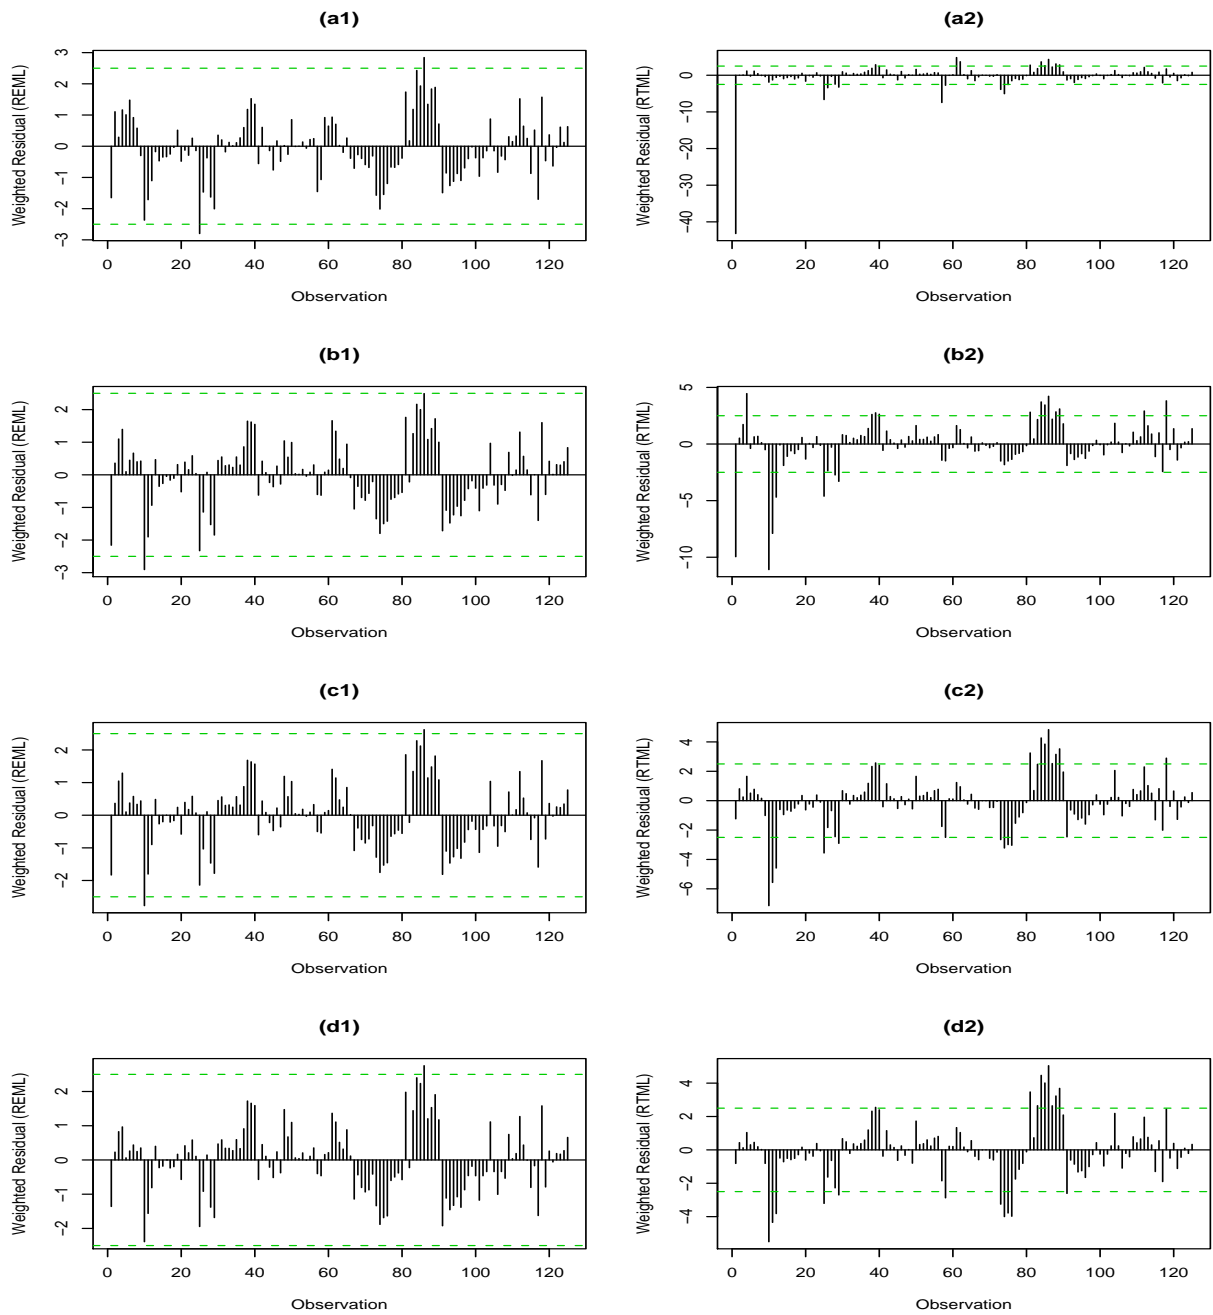 (a1)
Weighted Residual (REML)
3
2
1
0
−1
−2
−3
0 20 40 60 80 100 120
Observation
(a2)
Weighted Residual (RTML)
0
−10
−20
−30
−40
0 20 40 60 80 100 120
Observation
(b1)
Weighted Residual (REML)
2
1
0
−1
−2
−3
0 20 40 60 80 100 120
Observation
(b2)
Weighted Residual (RTML)
5
0
−5
−10
0 20 40 60 80 100 120
Observation
(c1)
Weighted Residual (REML)
2
1
0
−1
−2
0 20 40 60 80 100 120
Observation
(c2)
Weighted Residual (RTML)
4
2
0
−2
−4
−6
0 20 40 60 80 100 120
Observation
(d1)
Weighted Residual (REML)
2
1
0
−1
−2
0 20 40 60 80 100 120
Observation
(d2)
Weighted Residual (RTML)
4
2
0
−2
−4
0 20 40 60 80 100 120
Observation